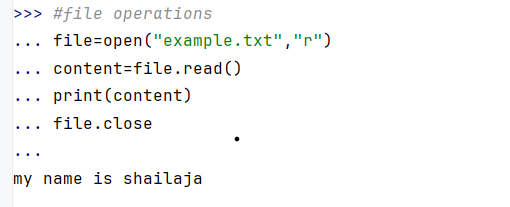 >>> #file operations
... file=open("example.txt","r")
... content=file.read()
... print(content)
... file.close
...
my name is shailaja